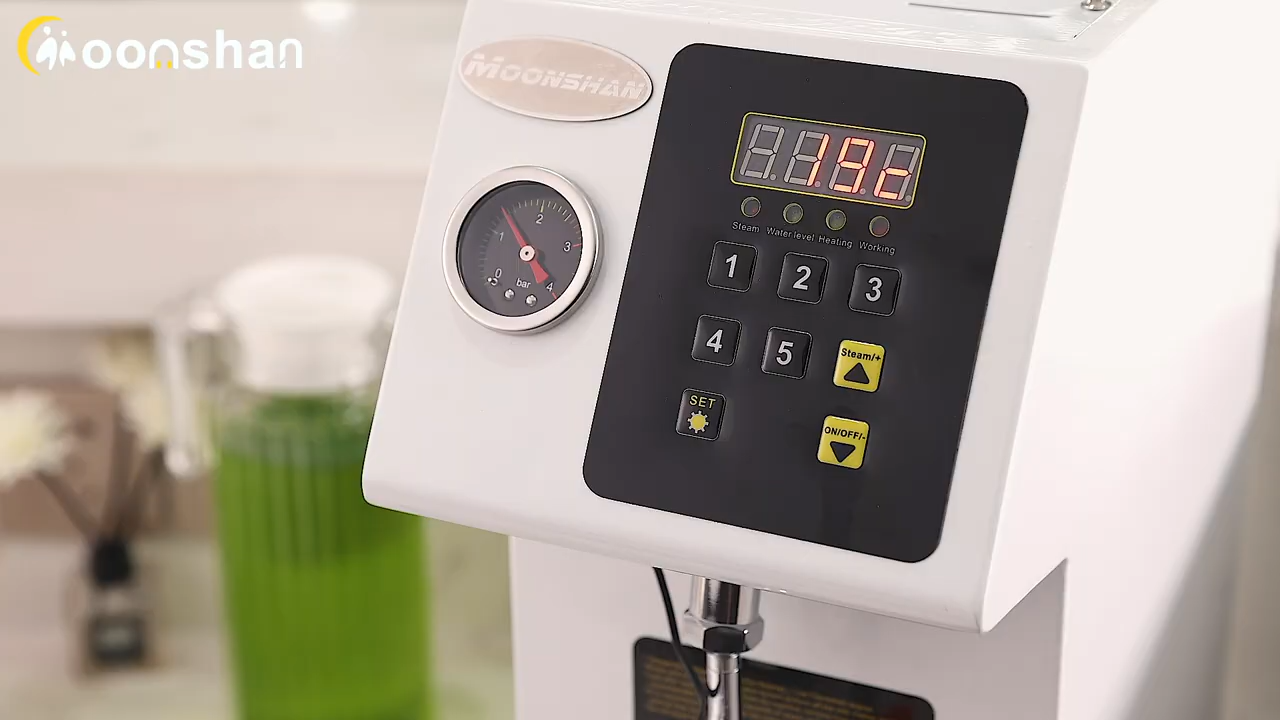 Moonshan
MOONSHAN
19c
0 1 2 3 4
bar
Steam Water level Heating Working
1 2 3
4 5 Steam/+
SET ON/OFF/-